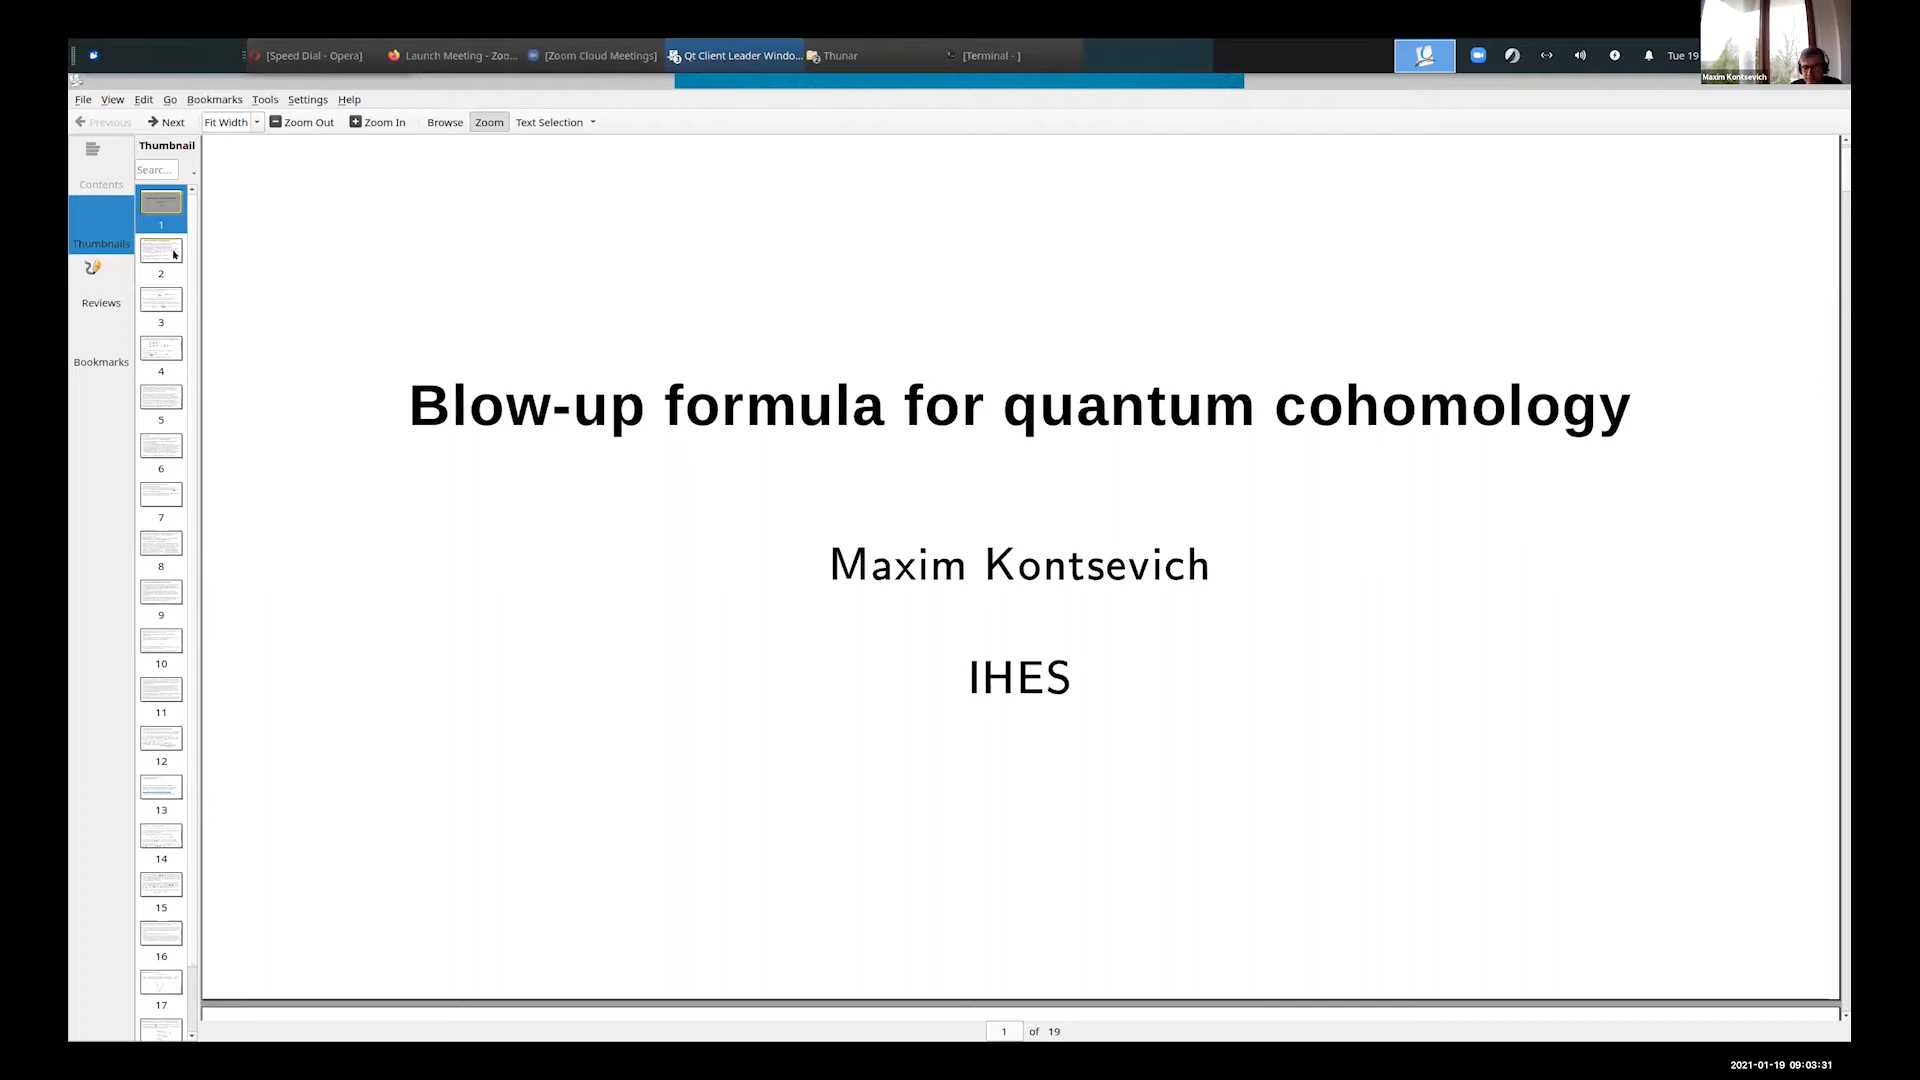 [Speed Dial - Opera]
Launch Meeting - Zoo...
[Zoom Cloud Meetings]
Qt Client Leader Windo...
Thunar
[Terminal - ]
Tue 19
Maxim Kontsevich
File View Edit Go Bookmarks Tools Settings Help
Previous Next Fit Width Zoom Out Zoom In Browse Zoom Text Selection
Contents
Thumbnails
Reviews
Bookmarks
Thumbnail
Searc...
1
2
3
4
5
6
7
8
9
10
11
12
13
14
15
16
17
Blow-up formula for quantum cohomology
Maxim Kontsevich
IHES
1 of 19
2021-01-19 09:03:31